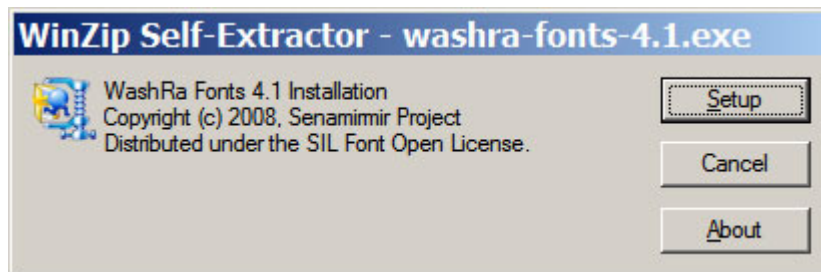 WinZip Self-Extractor - washra-fonts-4.1.exe
WashRa Fonts 4.1 Installation
Copyright (c) 2008, Senamirmir Project
Distributed under the SIL Font Open License.
Setup
Cancel
About